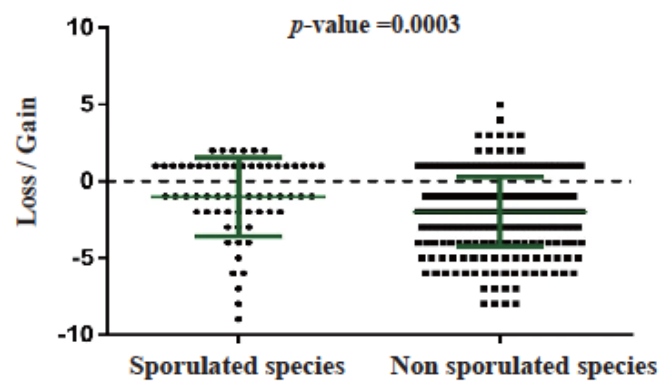 p-value =0.0003
Loss / Gain
10
5
0
-5
-10
Sporulated species
Non sporulated species